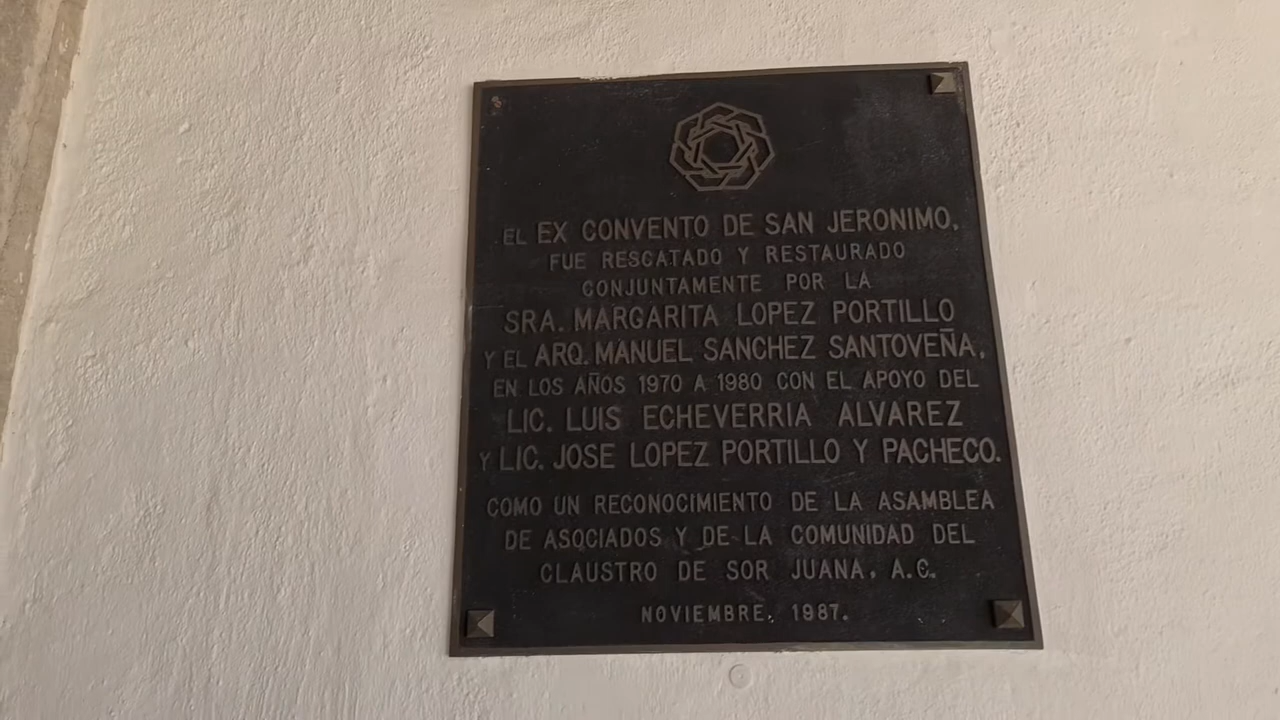 EL EX CONVENTO DE SAN JERONIMO,
FUE RESCATADO Y RESTAURADO
CONJUNTAMENTE POR LA
SRA. MARGARITA LOPEZ PORTILLO
Y EL ARQ. MANUEL SANCHEZ SANTOVEÑA,
EN LOS AÑOS 1970 A 1980 CON EL APOYO DEL
LIC. LUIS ECHEVERRIA ALVAREZ
Y LIC. JOSE LOPEZ PORTILLO Y PACHECO.
COMO UN RECONOCIMIENTO DE LA ASAMBLEA
DE ASOCIADOS Y DE LA COMUNIDAD DEL
CLAUSTRO DE SOR JUANA, A.C.
NOVIEMBRE, 1987.